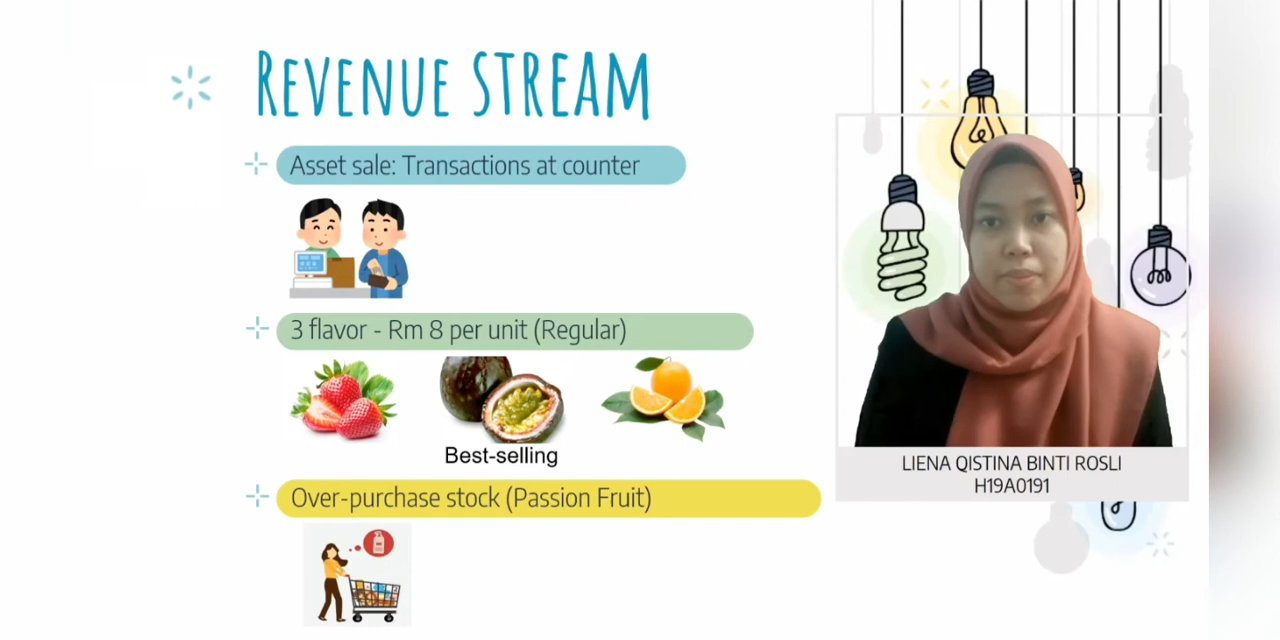 REVENUE STREAM
Asset sale: Transactions at counter
3 flavor - Rm 8 per unit (Regular)
Best-selling
Over-purchase stock (Passion Fruit)
LIENA QISTINA BINTI ROSLI
H19A0191